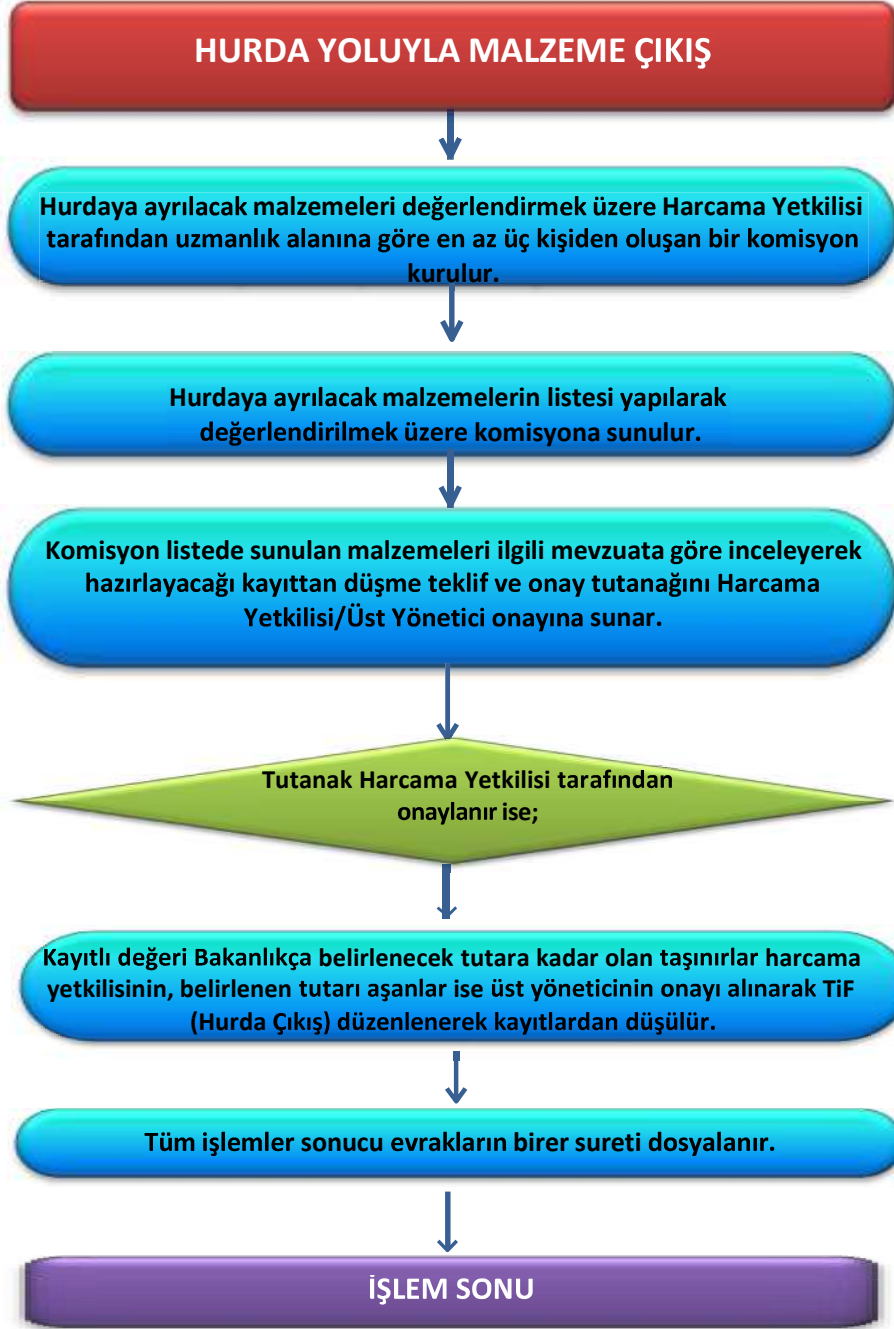 HURDA YOLUYLA MALZEME ÇIKIŞ
Hurdaya ayrılacak malzemeleri değerlendirmek üzere Harcama Yetkilisi
tarafından uzmanlık alanına göre en az üç kişiden oluşan bir komisyon
kurulur.
Hurdaya ayrılacak malzemelerin listesi yapılarak
değerlendirilmek üzere komisyona sunulur.
Komisyon listede sunulan malzemeleri ilgili mevzuata göre inceleyerek
hazırlayacağı kayıttan düşme teklif ve onay tutanağını Harcama
Yetkilisi/Üst Yönetici onayına sunar.
Tutanak Harcama Yetkilisi tarafından
onaylanır ise;
Kayıtlı değeri Bakanlıkça belirlenecek tutara kadar olan taşınırlar harcama
yetkilisinin, belirlenen tutarı aşanlar ise üst yöneticinin onayı alınarak TiF
(Hurda Çıkış) düzenlenerek kayıtlardan düşülür.
Tüm işlemler sonucu evrakların birer sureti dosyalanır.
İŞLEM SONU